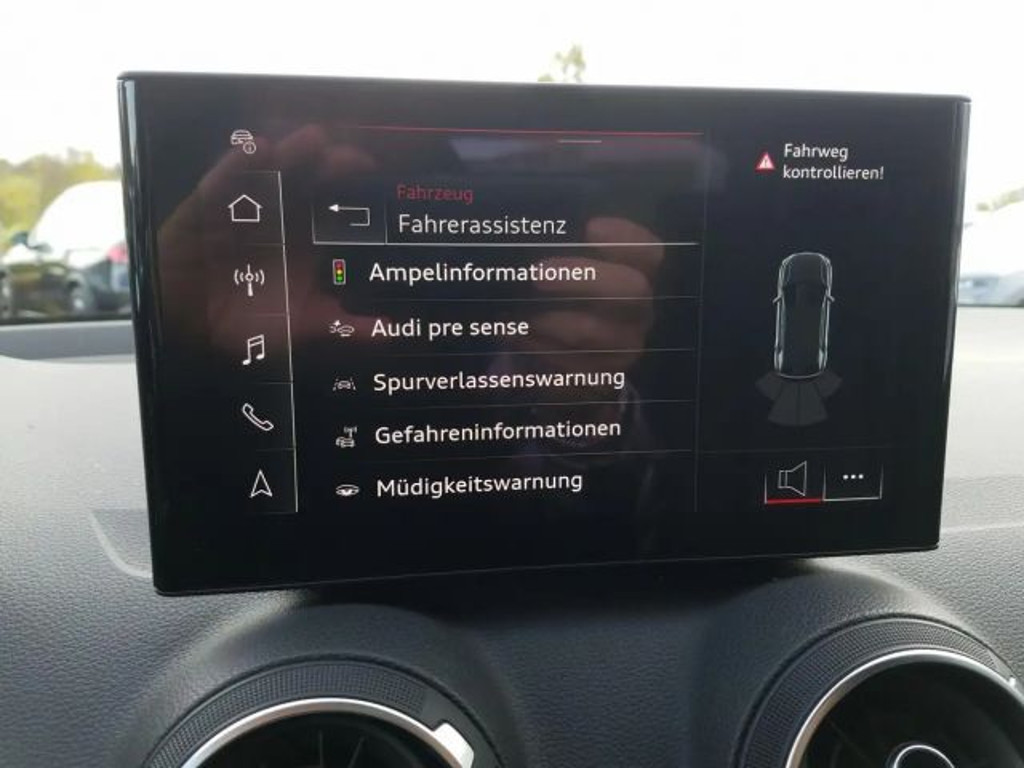 Fahrweg
kontrollieren!
Fahrzeug
Fahrerassistenz
Ampelinformationen
Audi pre sense
Spurverlassenswarnung
Gefahreninformationen
Müdigkeitswarnung